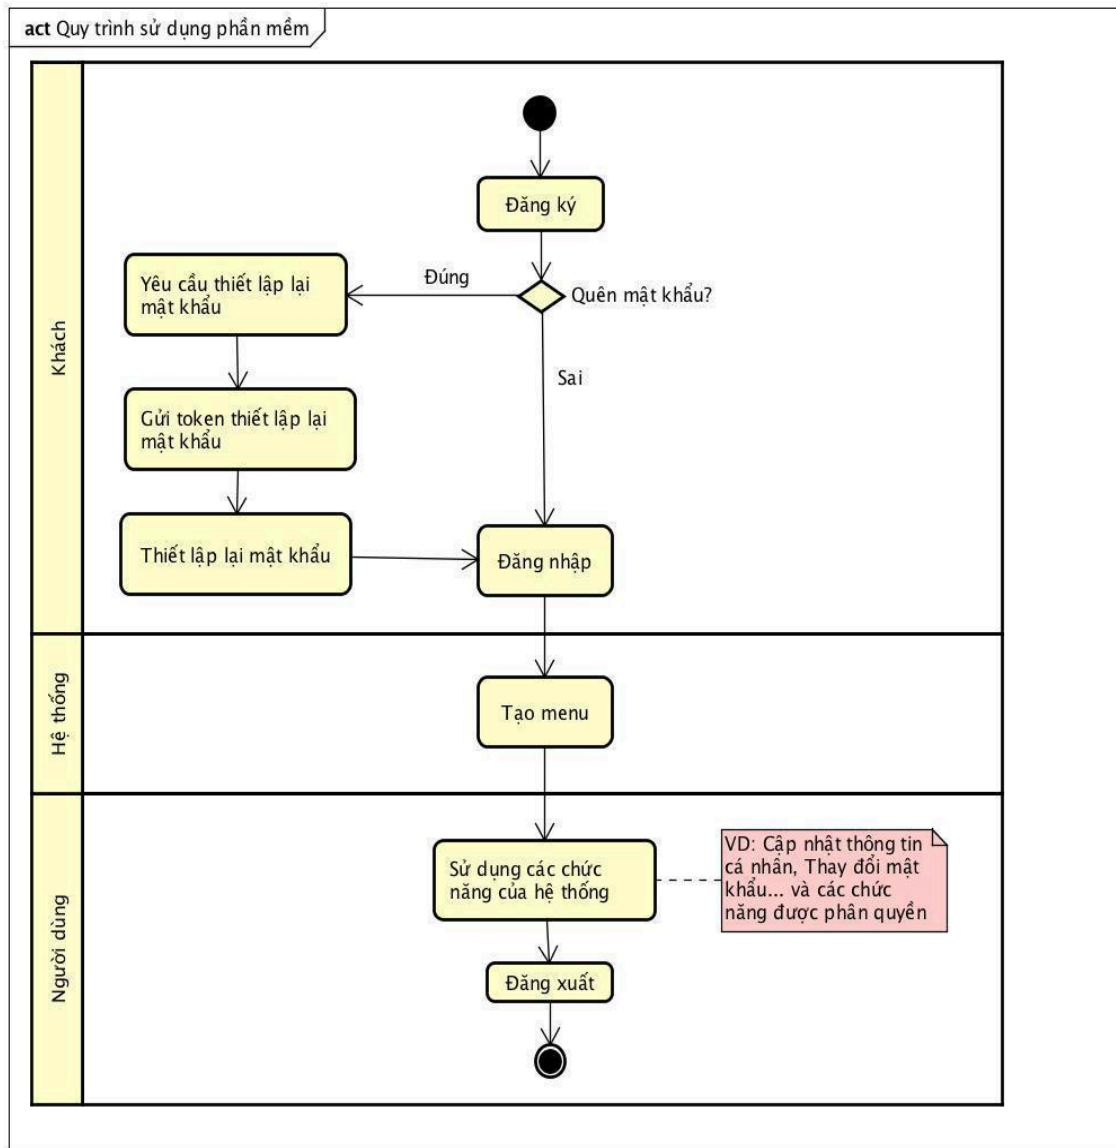 act Quy trình sử dụng phần mềm
Khách
Đăng ký
Quên mật khẩu?
Đúng
Sai
Yêu cầu thiết lập lại
mật khẩu
Gửi token thiết lập lại
mật khẩu
Thiết lập lại mật khẩu
Đăng nhập
Hệ thống
Tạo menu
Người dùng
Sử dụng các chức
năng của hệ thống
VD: Cập nhật thông tin
cá nhân, Thay đổi mật
khẩu... và các chức
năng được phân quyền
Đăng xuất